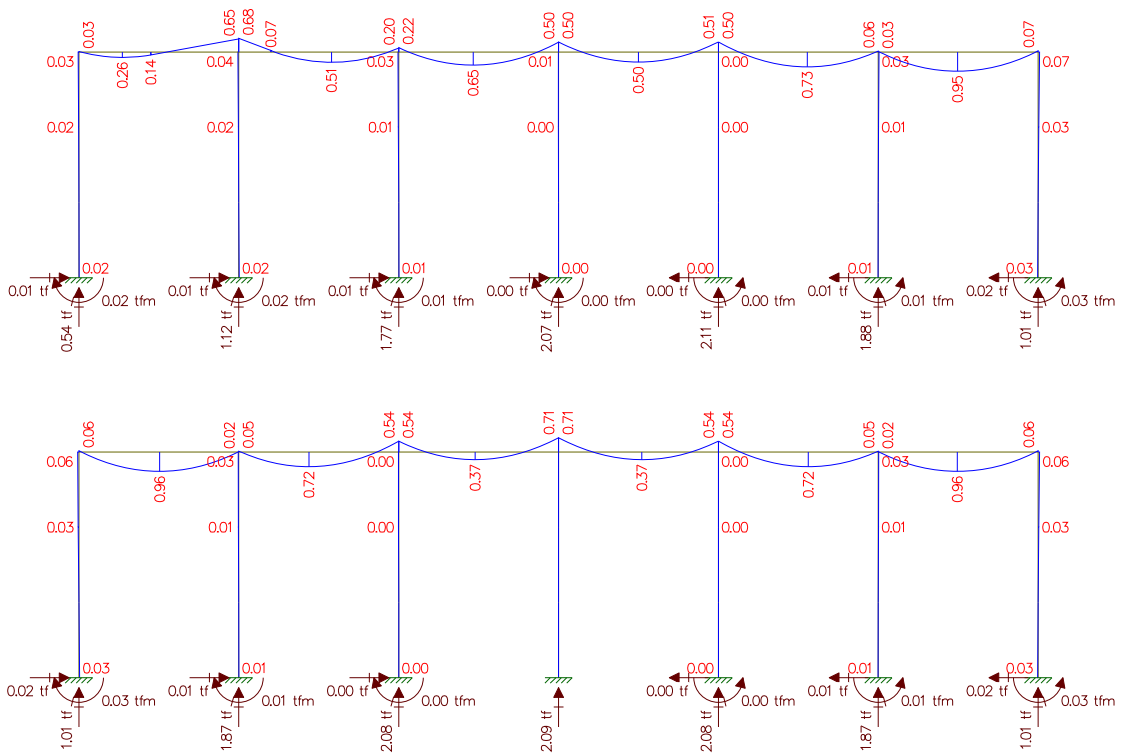 0.03 0.65 0.68 0.07 0.20 0.22 0.50 0.50 0.51 0.50 0.06 0.03 0.07
0.03 0.26 0.14 0.04 0.51 0.03 0.65 0.01 0.50 0.00 0.73 0.03 0.95 0.07
0.02 0.02 0.01 0.00 0.00 0.01 0.03
0.02 0.02 0.01 0.00 0.00 0.01 0.03
0.01 tf 0.02 tfm 0.01 tf 0.02 tfm 0.01 tf 0.01 tfm 0.00 tf 0.00 tfm 0.00 tf 0.00 tfm 0.01 tf 0.01 tfm 0.02 tf 0.03 tfm
0.54 tf 1.12 tf 1.77 tf 2.07 tf 2.11 tf 1.88 tf 1.01 tf
0.06 0.02 0.05 0.54 0.54 0.71 0.71 0.54 0.54 0.05 0.02 0.06
0.06 0.96 0.03 0.72 0.00 0.37 0.37 0.00 0.72 0.03 0.96 0.06
0.03 0.01 0.00 0.00 0.01 0.03
0.03 0.01 0.00 0.00 0.01 0.03
0.02 tf 0.03 tfm 0.01 tf 0.01 tfm 0.00 tf 0.00 tfm 0.00 tf 0.00 tfm 0.01 tf 0.01 tfm 0.02 tf 0.03 tfm
1.01 tf 1.87 tf 2.08 tf 2.09 tf 2.08 tf 1.87 tf 1.01 tf